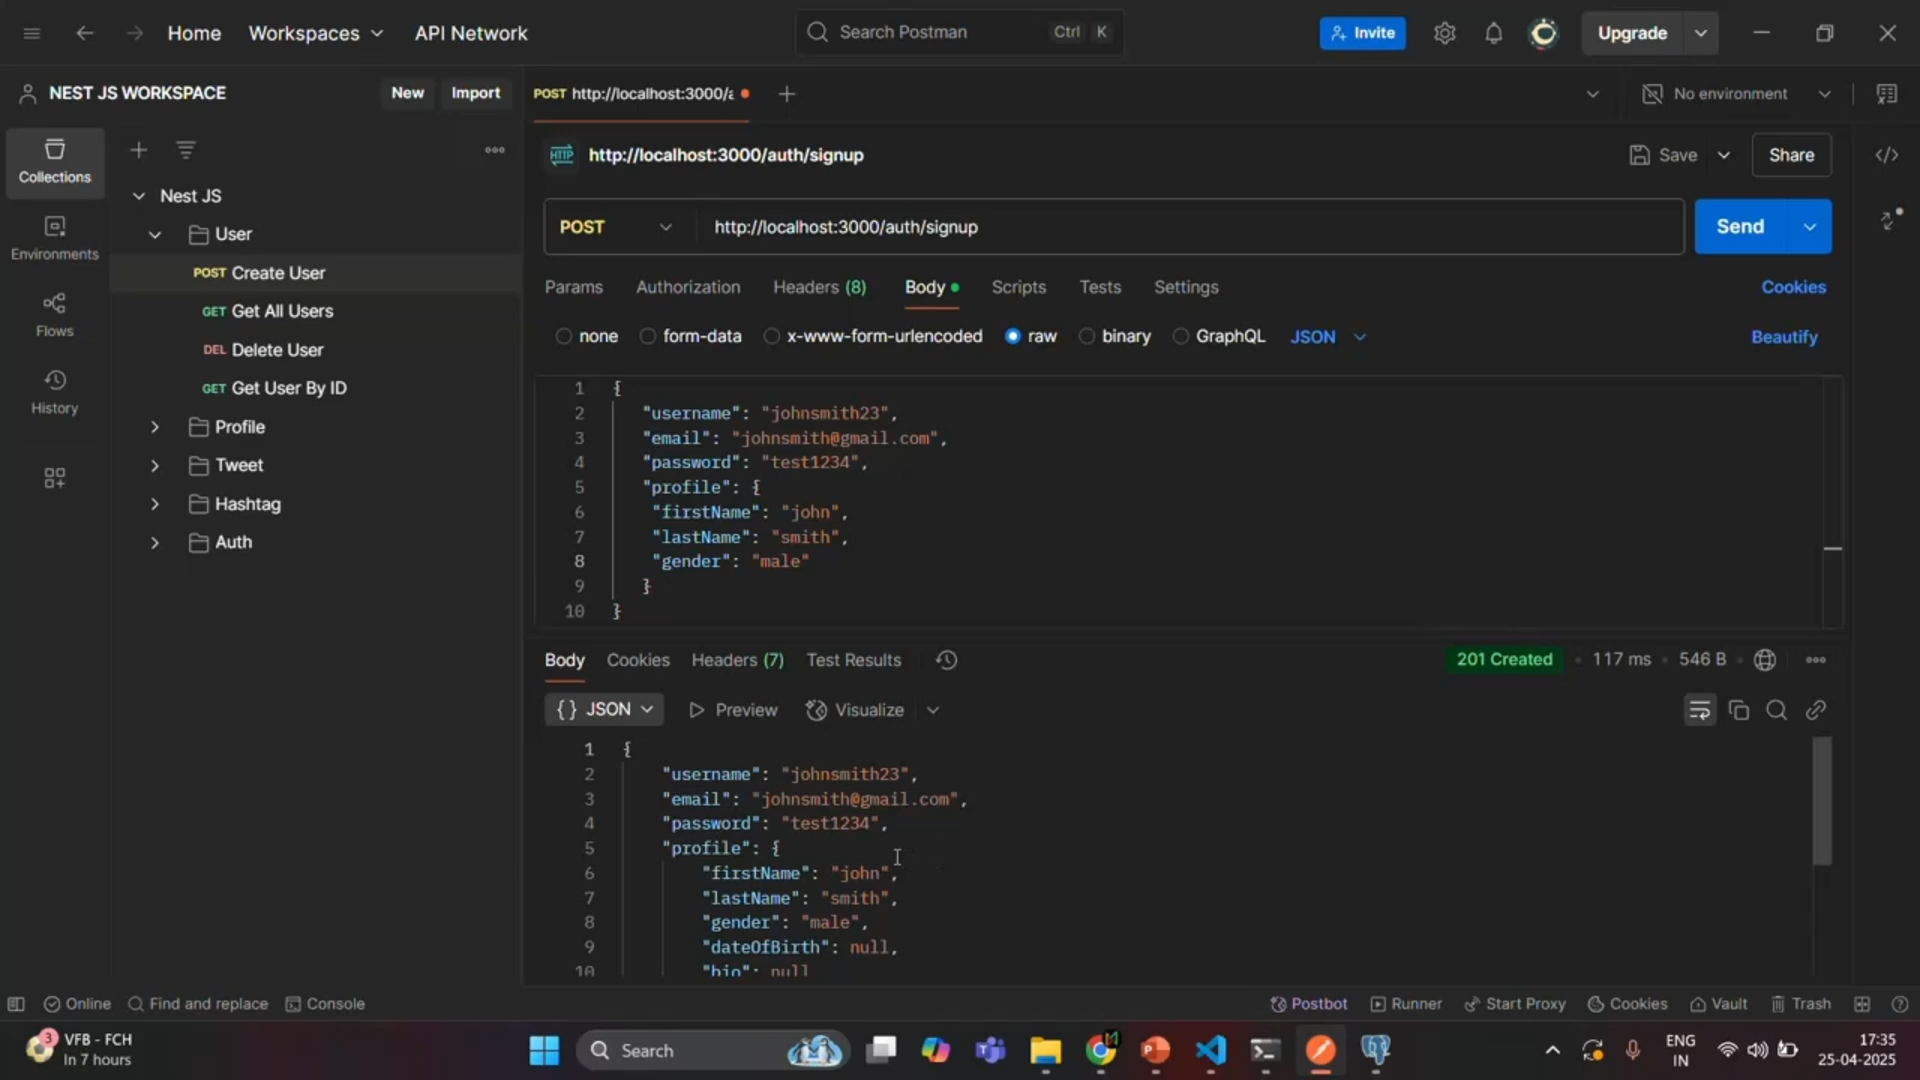 Home Workspaces API Network Search Postman Ctrl K Invite Upgrade
NEST JS WORKSPACE New Import POST http://localhost:3000/a No environment
Collections
Environments
Flows
History
Nest JS
User
POST Create User
GET Get All Users
DEL Delete User
GET Get User By ID
Profile
Tweet
Hashtag
Auth
HTTP http://localhost:3000/auth/signup Save Share
POST http://localhost:3000/auth/signup Send
Params Authorization Headers (8) Body Scripts Tests Settings Cookies
none form-data x-www-form-urlencoded raw binary GraphQL JSON Beautify
1 {
2 "username": "johnsmith23",
3 "email": "johnsmith@gmail.com",
4 "password": "test1234",
5 "profile": {
6 "firstName": "john",
7 "lastName": "smith",
8 "gender": "male"
9 }
10 }
Body Cookies Headers (7) Test Results 201 Created • 117 ms • 546 B
{} JSON Preview Visualize
1 {
2 "username": "johnsmith23",
3 "email": "johnsmith@gmail.com",
4 "password": "test1234",
5 "profile": {
6 "firstName": "john",
7 "lastName": "smith",
8 "gender": "male",
9 "dateOfBirth": null,
10 "bio": null
Online Find and replace Console Postbot Runner Start Proxy Cookies Vault Trash
3 VFB - FCH
In 7 hours
Search
ENG
IN
17:35
25-04-2025